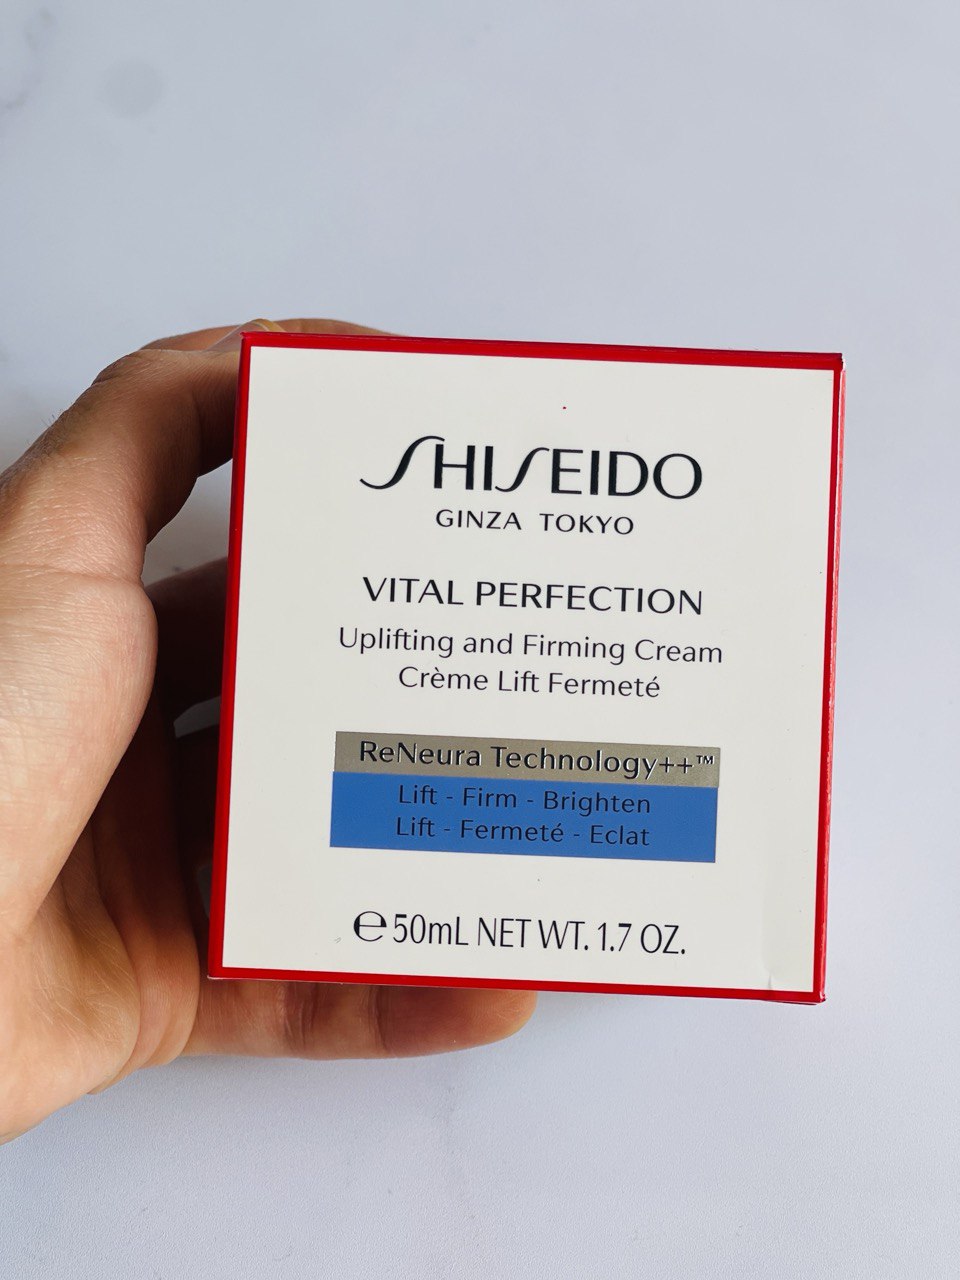 SHISEIDO
GINZA TOKYO
VITAL PERFECTION
Uplifting and Firming Cream
Crème Lift Fermeté
ReNeura Technology++™
Lift - Firm - Brighten
Lift - Fermeté - Eclat
℮50mL NET WT. 1.7 OZ.